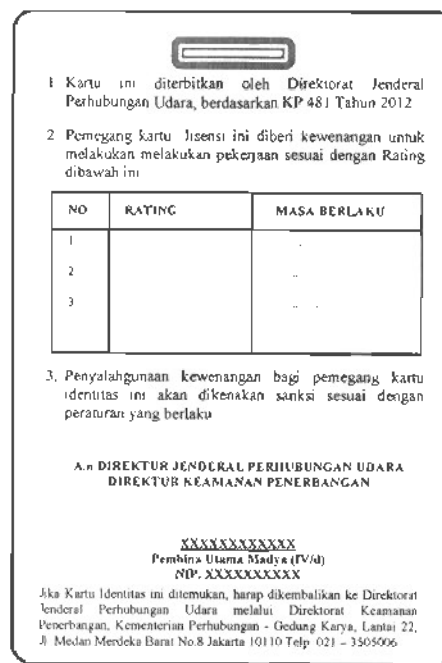 1 Kartu ini diterbitkan oleh Direktorat Jenderal
Perhubungan Udara, berdasarkan KP 481 Tahun 2012
2 Pemegang kartu lisensi ini diberi kewenangan untuk
melakukan melakukan pekerjaan sesuai dengan Rating
dibawah ini
NO RATING MASA BERLAKU
1
2
3
3. Penyalahgunaan kewenangan bagi pemegang kartu
identitas ini akan dikenakan sanksi sesuai dengan
peraturan yang berlaku
A.n DIREKTUR JENDERAL PERHUBUNGAN UDARA
DIREKTUR KEAMANAN PENERBANGAN
XXXXXXXXXXXX
Pembina Utama Madya (IV/d)
NIP. XXXXXXXXXX
Jika Kartu Identitas ini ditemukan, harap dikembalikan ke Direktorat
Jenderal Perhubungan Udara melalui Direktorat Keamanan
Penerbangan, Kementerian Perhubungan - Gedung Karya, Lantai 22,
Jl Medan Merdeka Barat No.8 Jakarta 10110 Telp 021 – 3505006